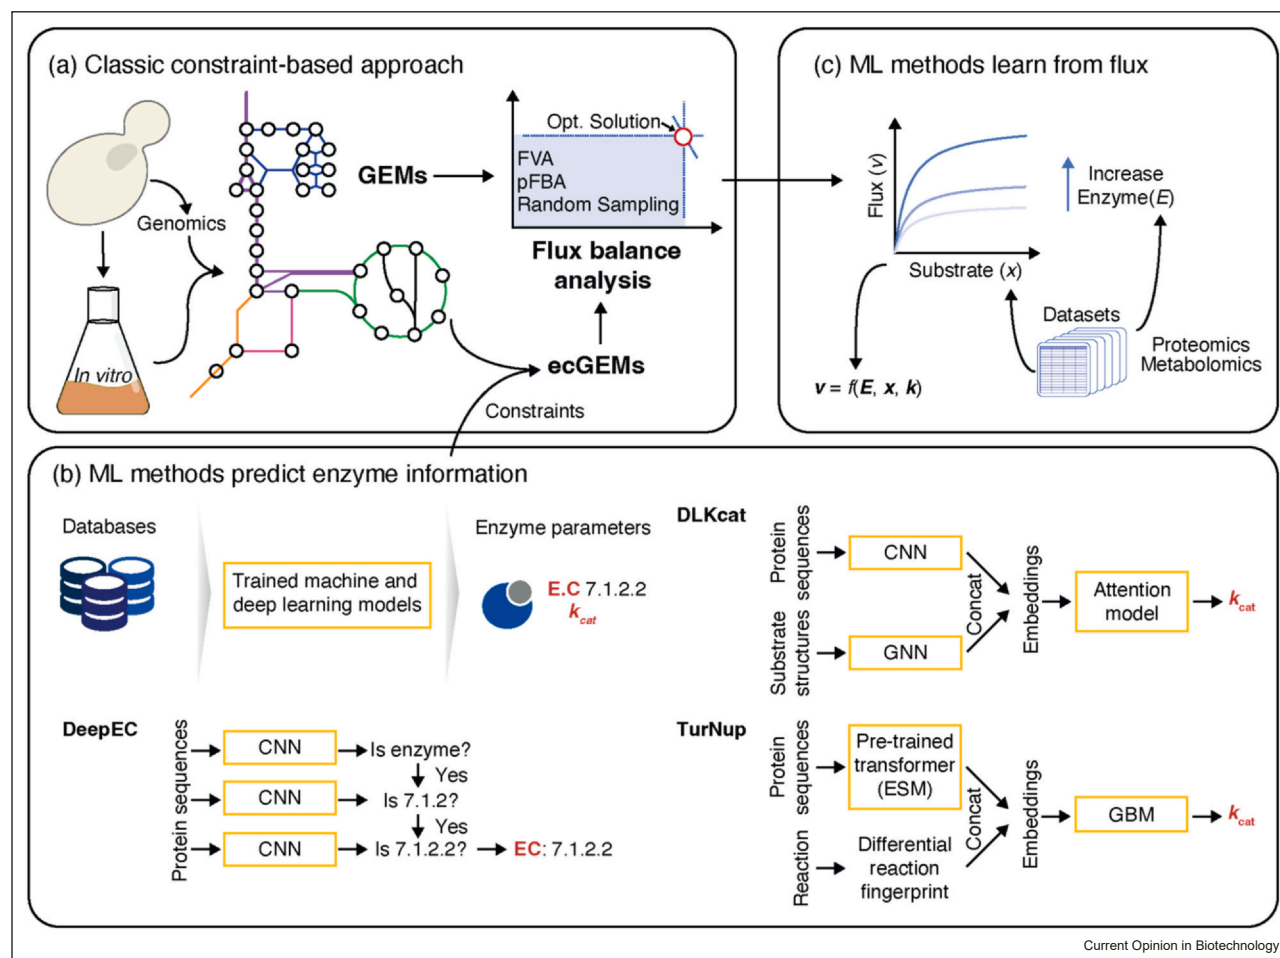 (a) Classic constraint-based approach
Genomics
In vitro
GEMs
Opt. Solution
FVA
pFBA
Random Sampling
Flux balance
analysis
ecGEMs
Constraints
(c) ML methods learn from flux
Flux (v)
Substrate (x)
Increase
Enzyme(E)
Datasets
Proteomics
Metabolomics
v = f(E, x, k)
(b) ML methods predict enzyme information
Databases
Trained machine and
deep learning models
Enzyme parameters
E.C 7.1.2.2
kcat
DeepEC
Protein sequences
CNN
Is enzyme?
Yes
CNN
Is 7.1.2?
Yes
CNN
Is 7.1.2.2?
EC: 7.1.2.2
DLKcat
Protein
sequences
CNN
Substrate
structures
GNN
Concat
Embeddings
Attention
model
kcat
TurNup
Protein
sequences
Pre-trained
transformer
(ESM)
Reaction
Differential
reaction
fingerprint
Concat
Embeddings
GBM
kcat
Current Opinion in Biotechnology